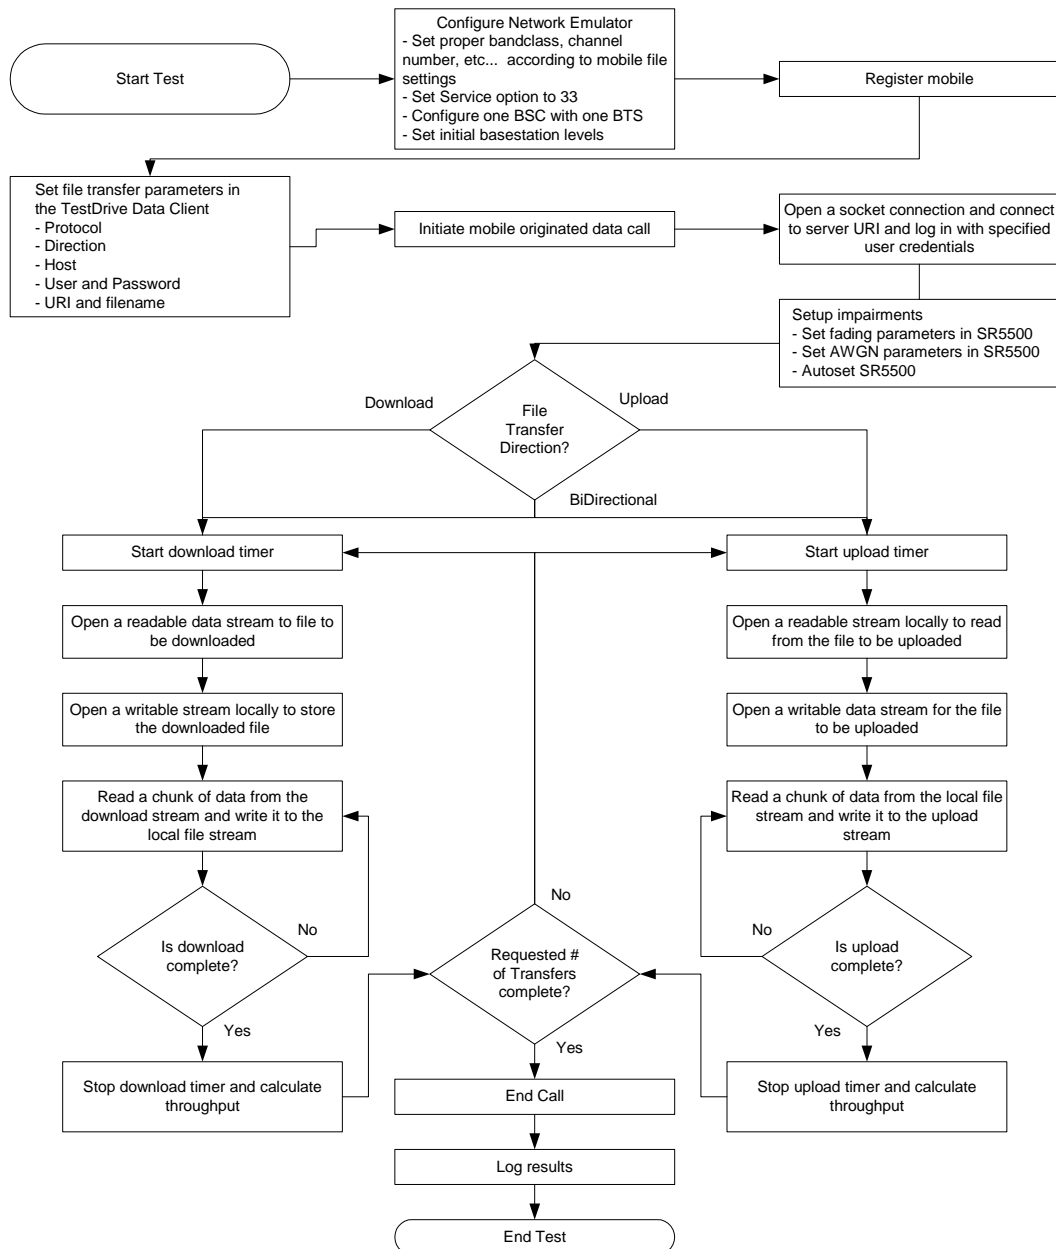 Start Test
Configure Network Emulator
- Set proper bandclass, channel
number, etc... according to mobile file
settings
- Set Service option to 33
- Configure one BSC with one BTS
- Set initial basestation levels
Register mobile
Set file transfer parameters in
the TestDrive Data Client
- Protocol
- Direction
- Host
- User and Password
- URI and filename
Initiate mobile originated data call
Open a socket connection and connect
to server URI and log in with specified
user credentials
Setup impairments
- Set fading parameters in SR5500
- Set AWGN parameters in SR5500
- Autoset SR5500
Download
File
Transfer
Direction?
Upload
BiDirectional
Start download timer
Start upload timer
Open a readable data stream to file to
be downloaded
Open a readable stream locally to read
from the file to be uploaded
Open a writable stream locally to store
the downloaded file
Open a writable data stream for the file
to be uploaded
Read a chunk of data from the
download stream and write it to the
local file stream
Read a chunk of data from the local file
stream and write it to the upload
stream
Is download
complete?
No
Yes
No
Requested #
of Transfers
complete?
Yes
No
Is upload
complete?
Yes
Stop download timer and calculate
throughput
End Call
Stop upload timer and calculate
throughput
Log results
End Test